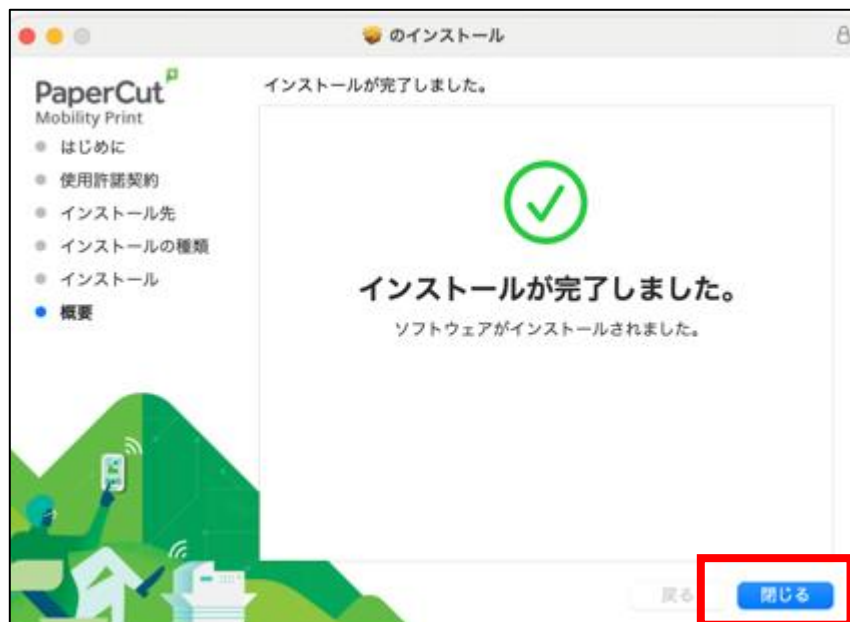 のインストール
PaperCut
Mobility Print
インストールが完了しました。
はじめに
使用許諾契約
インストール先
インストールの種類
インストール
概要
インストールが完了しました。
ソフトウェアがインストールされました。
戻る
閉じる